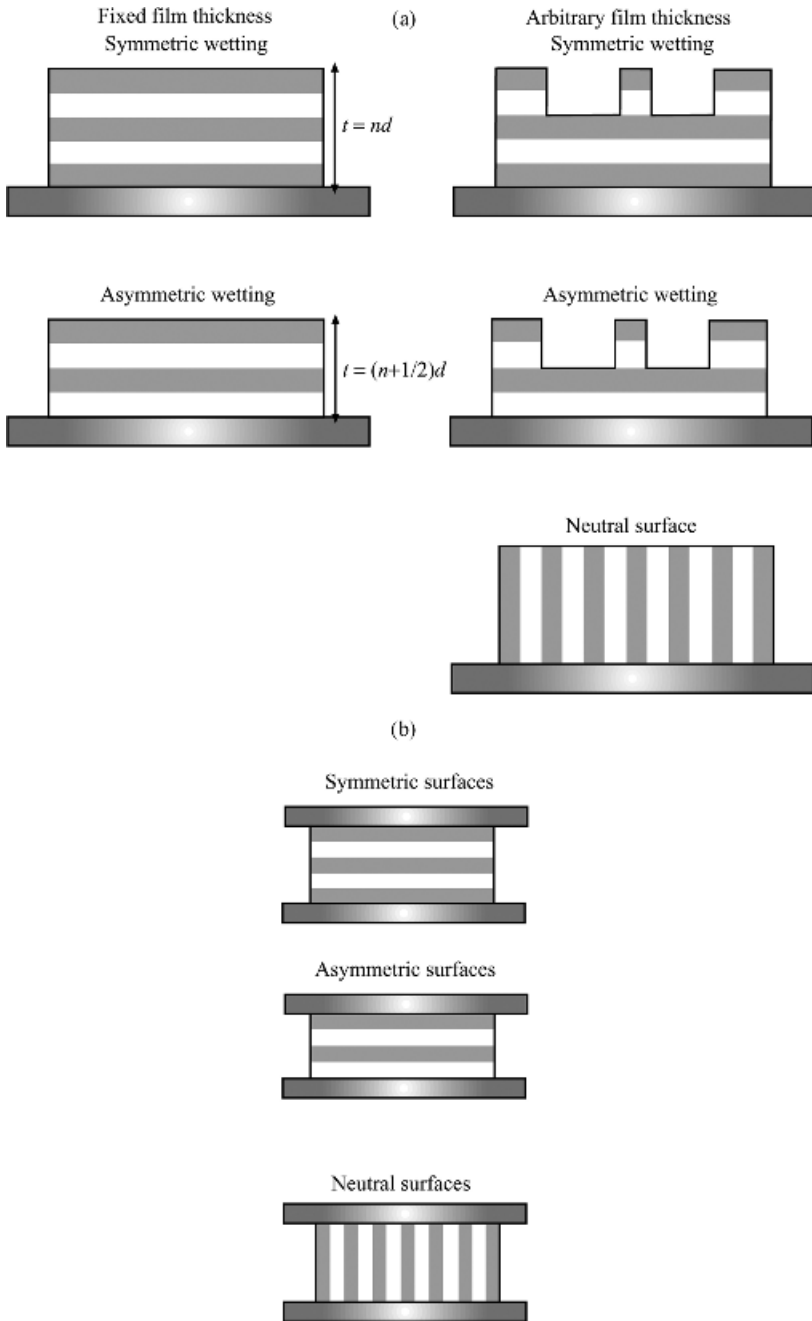 Fixed film thickness
Symmetric wetting
(a)
Arbitrary film thickness
Symmetric wetting
t = nd
Asymmetric wetting
Asymmetric wetting
t = (n+1/2)d
Neutral surface
(b)
Symmetric surfaces
Asymmetric surfaces
Neutral surfaces